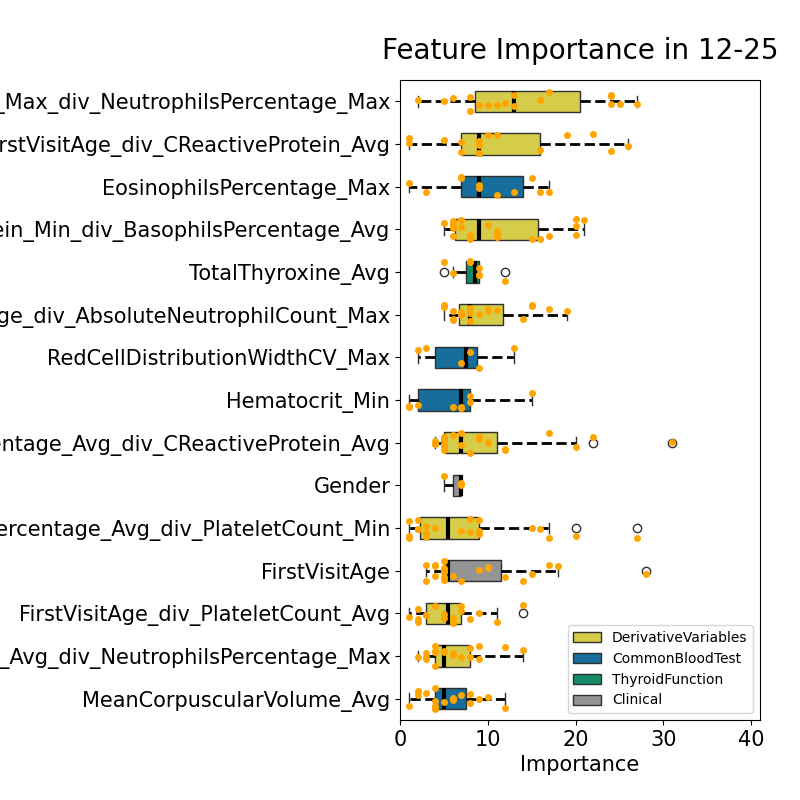 Feature Importance in 12-25
_Max_div_NeutrophilsPercentage_Max
rstVisitAge_div_CReactiveProtein_Avg
EosinophilsPercentage_Max
ein_Min_div_BasophilsPercentage_Avg
TotalThyroxine_Avg
ge_div_AbsoluteNeutrophilCount_Max
RedCellDistributionWidthCV_Max
Hematocrit_Min
entage_Avg_div_CReactiveProtein_Avg
Gender
ercentage_Avg_div_PlateletCount_Min
FirstVisitAge
FirstVisitAge_div_PlateletCount_Avg
_Avg_div_NeutrophilsPercentage_Max
MeanCorpuscularVolume_Avg
DerivativeVariables
CommonBloodTest
ThyroidFunction
Clinical
0 10 20 30 40
Importance